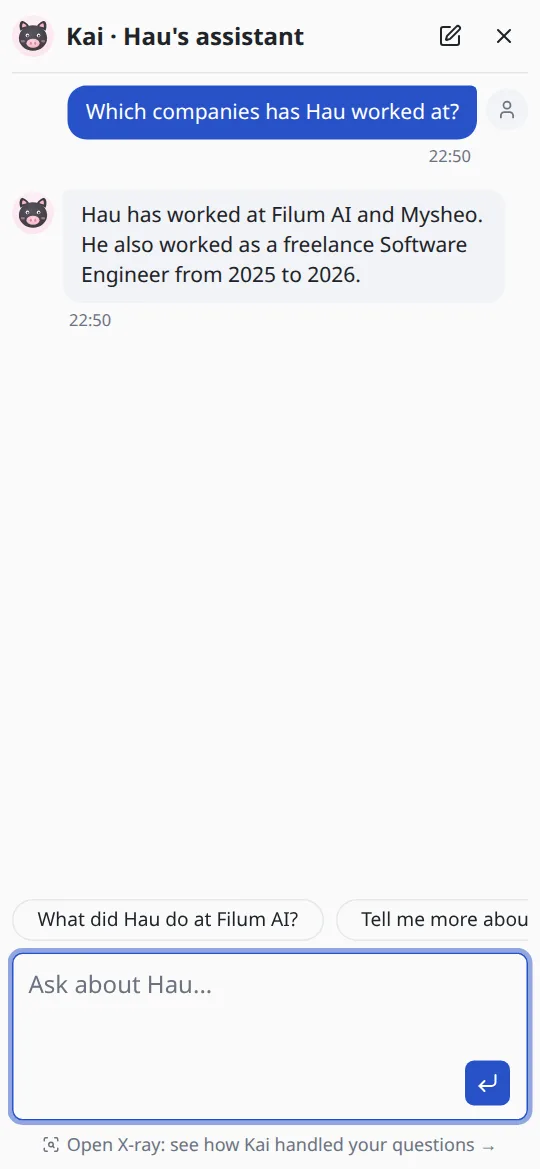 Kai · Hau's assistant
Which companies has Hau worked at?
22:50
Hau has worked at Filum AI and Mysheo.
He also worked as a freelance Software
Engineer from 2025 to 2026.
22:50
What did Hau do at Filum AI?
Tell me more abou
Ask about Hau...
Open X-ray: see how Kai handled your questions →